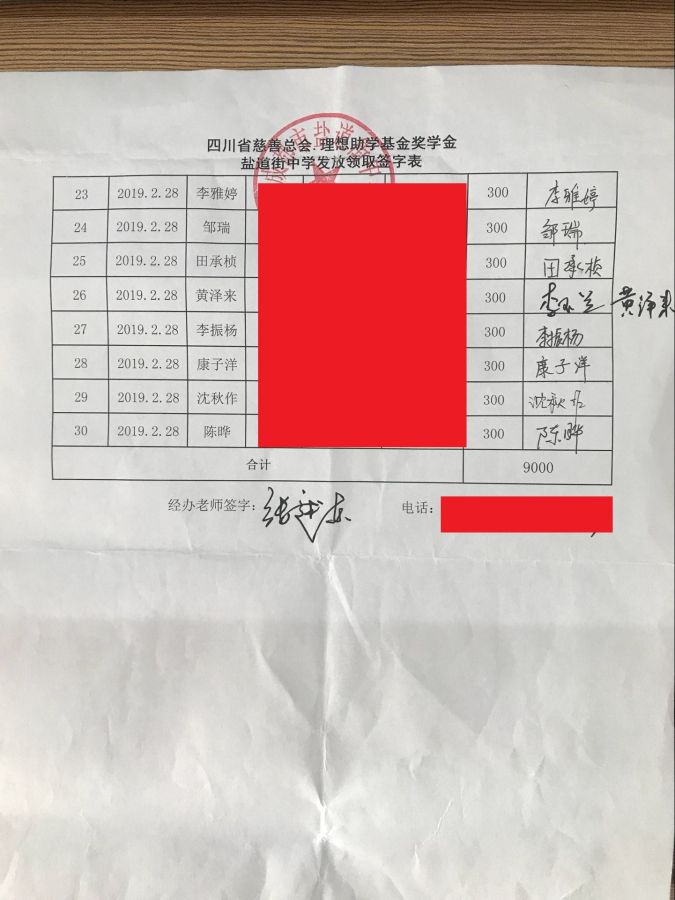 四川省慈善总会.理想助学基金奖学金
盐道街中学发放领取签字表
23 2019.2.28 李雅婷 300 李雅婷
24 2019.2.28 邹瑞 300 邹瑞
25 2019.2.28 田承桢 300 田承桢
26 2019.2.28 黄泽来 300 黄泽来
27 2019.2.28 李振杨 300 李振杨
28 2019.2.28 康子洋 300 康子洋
29 2019.2.28 沈秋作 300 沈秋作
30 2019.2.28 陈晔 300 陈晔
合计 9000
经办老师签字: 电话: